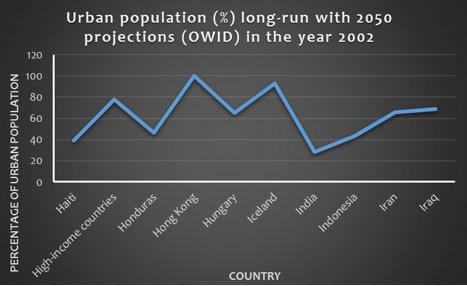 Urban population (%) long-run with 2050
projections (OWID) in the year 2002
PERCENTAGE OF URBAN POPULATION
120
100
80
60
40
20
0
Haiti
High-income countries
Honduras
Hong Kong
Hungary
Iceland
India
Indonesia
Iran
Iraq
COUNTRY